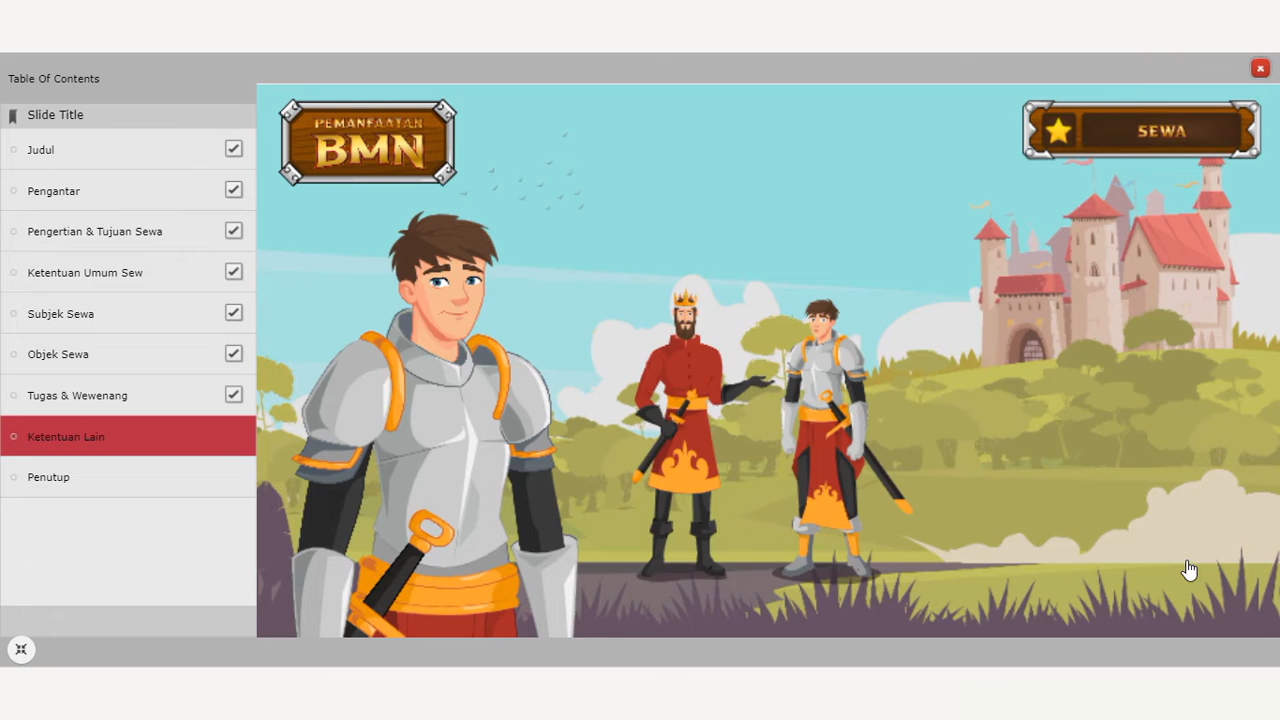 Table Of Contents
Slide Title
Judul
Pengantar
Pengertian & Tujuan Sewa
Ketentuan Umum Sew
Subjek Sewa
Objek Sewa
Tugas & Wewenang
Ketentuan Lain
Penutup
PEMANFAATAN
BMN
SEWA